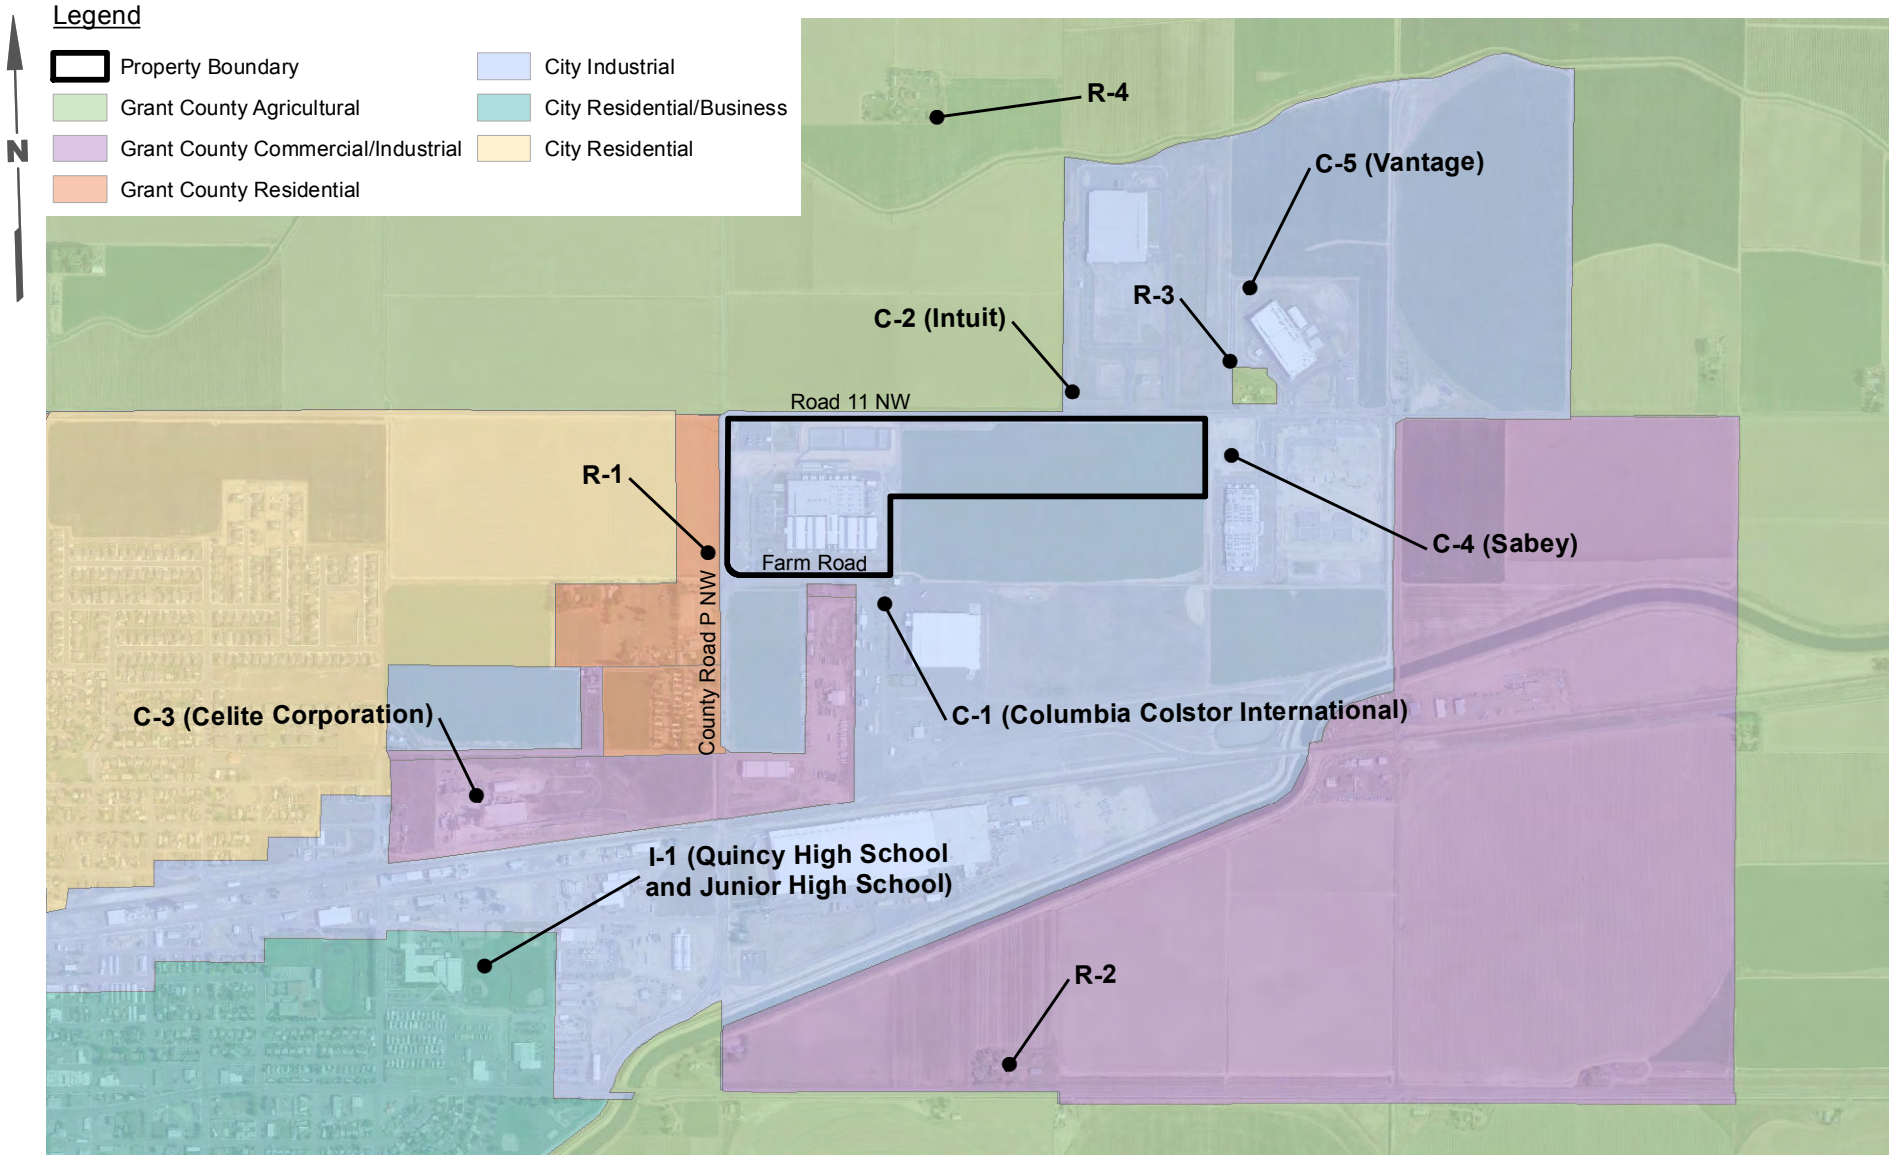 Legend
Property Boundary
Grant County Agricultural
Grant County Commercial/Industrial
Grant County Residential
City Industrial
City Residential/Business
City Residential
N
R-4
C-5 (Vantage)
R-3
C-2 (Intuit)
Road 11 NW
R-1
C-4 (Sabey)
Farm Road
County Road P NW
C-3 (Celite Corporation)
C-1 (Columbia Colstor International)
I-1 (Quincy High School
and Junior High School)
R-2